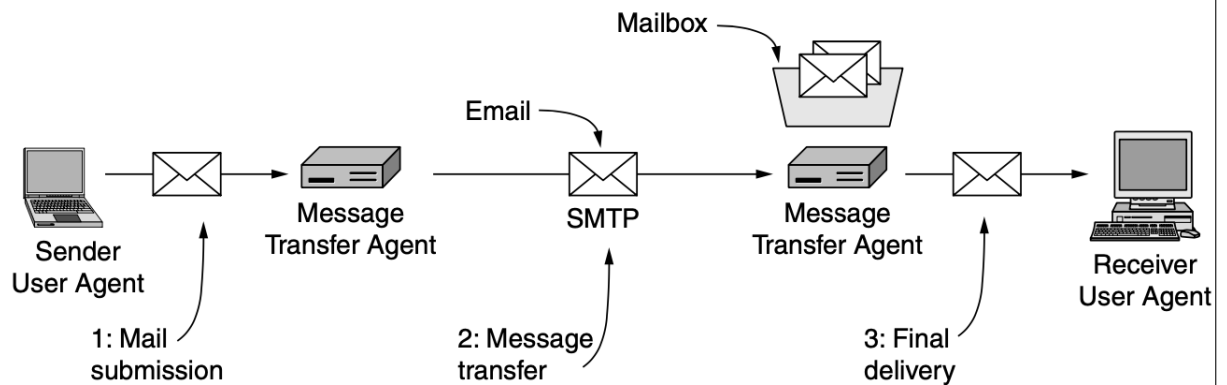 Mailbox
Email
Sender
User Agent
Message
Transfer Agent
SMTP
Message
Transfer Agent
Receiver
User Agent
1: Mail
submission
2: Message
transfer
3: Final
delivery